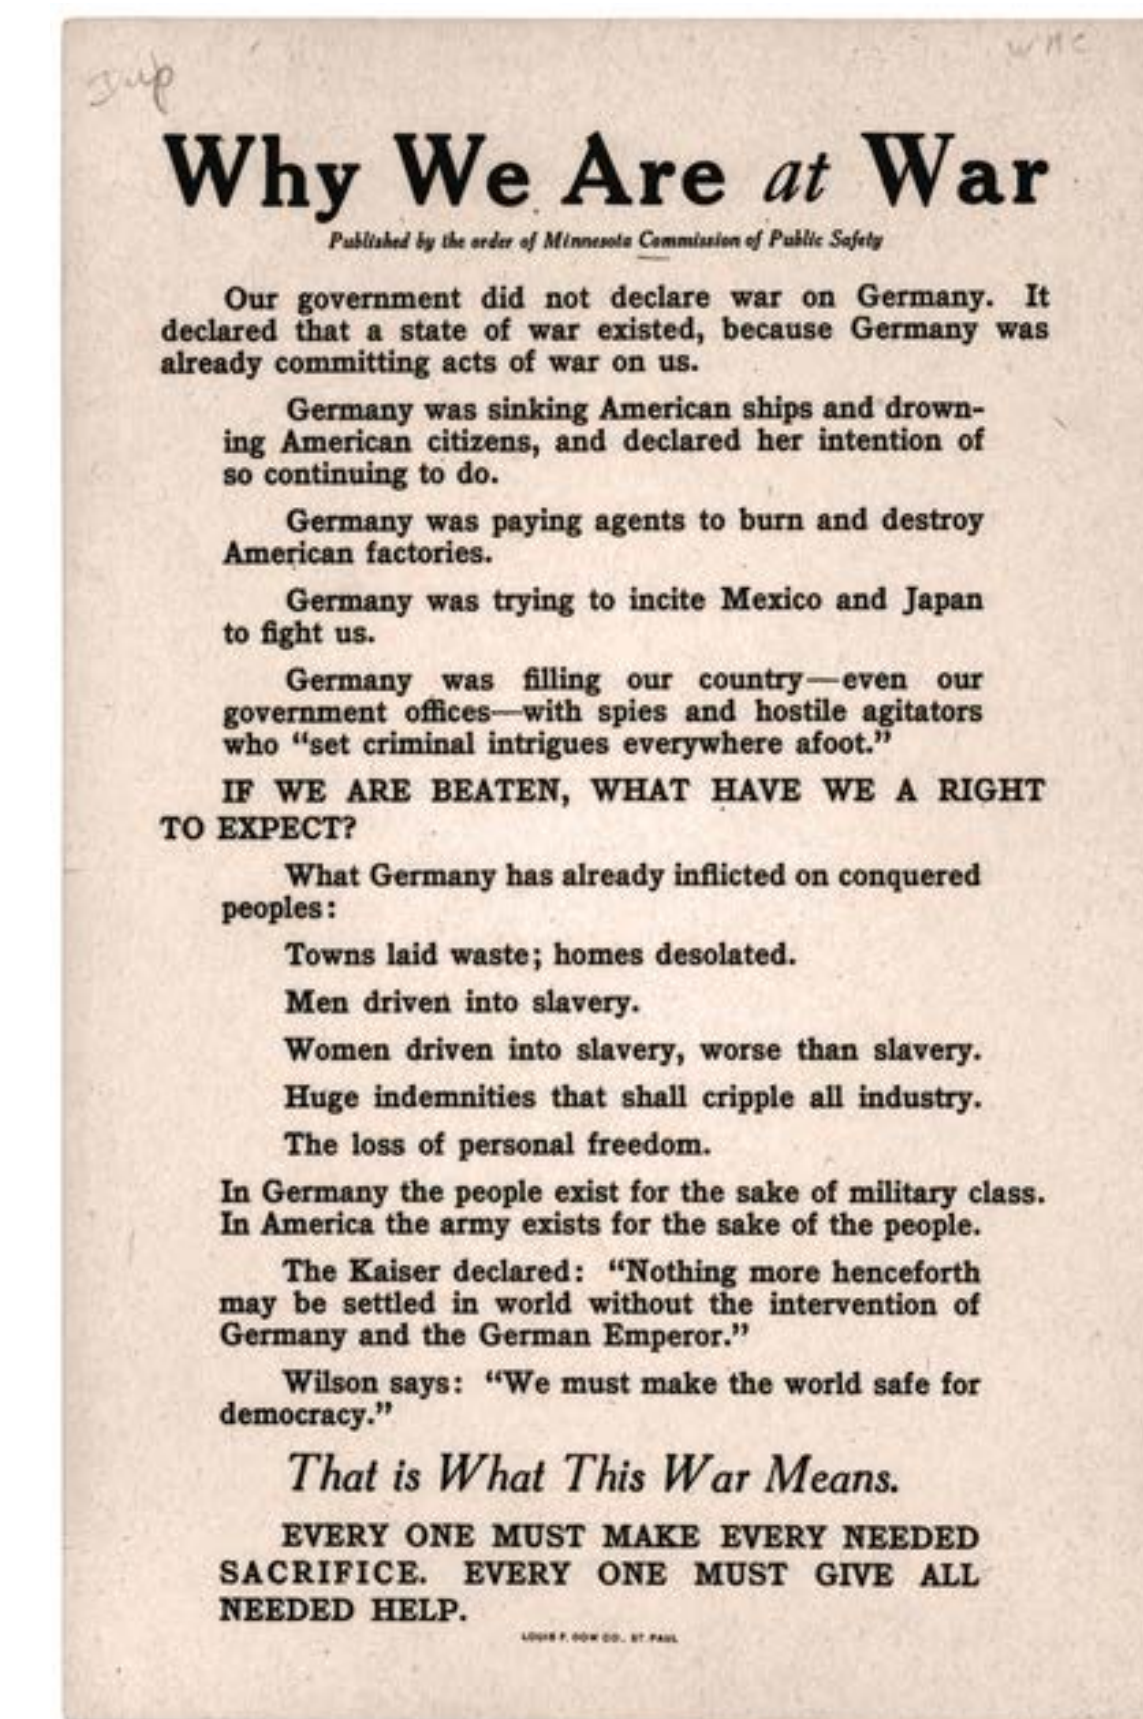 Dup
WHC
Why We Are at War
Published by the order of Minnesota Commission of Public Safety
Our government did not declare war on Germany. It
declared that a state of war existed, because Germany was
already committing acts of war on us.
Germany was sinking American ships and drown-
ing American citizens, and declared her intention of
so continuing to do.
Germany was paying agents to burn and destroy
American factories.
Germany was trying to incite Mexico and Japan
to fight us.
Germany was filling our country—even our
government offices—with spies and hostile agitators
who “set criminal intrigues everywhere afoot.”
IF WE ARE BEATEN, WHAT HAVE WE A RIGHT
TO EXPECT?
What Germany has already inflicted on conquered
peoples:
Towns laid waste; homes desolated.
Men driven into slavery.
Women driven into slavery, worse than slavery.
Huge indemnities that shall cripple all industry.
The loss of personal freedom.
In Germany the people exist for the sake of military class.
In America the army exists for the sake of the people.
The Kaiser declared: “Nothing more henceforth
may be settled in world without the intervention of
Germany and the German Emperor.”
Wilson says: “We must make the world safe for
democracy.”
That is What This War Means.
EVERY ONE MUST MAKE EVERY NEEDED
SACRIFICE. EVERY ONE MUST GIVE ALL
NEEDED HELP.
LOUIS F. DOW CO., ST. PAUL